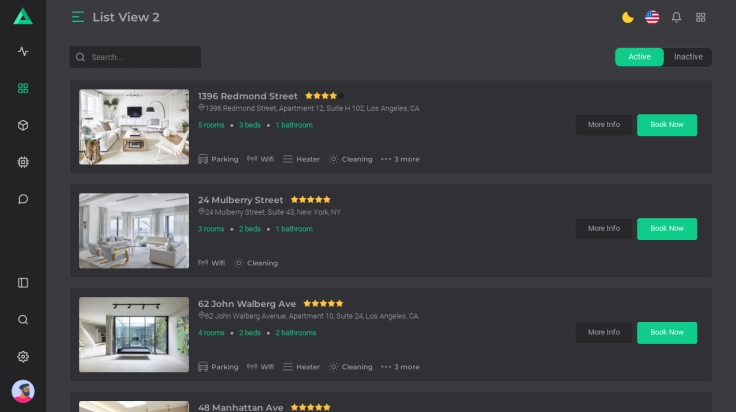 List View 2
Search...
Active Inactive
1396 Redmond Street
1396 Redmond Street, Apartment 12, Suite H 102, Los Angeles, CA
5 rooms • 3 beds • 1 bathroom
More Info Book Now
Parking Wifi Heater Cleaning 3 more
24 Mulberry Street
24 Mulberry Street, Suite 43, New York, NY
3 rooms • 2 beds • 1 bathroom
More Info Book Now
Wifi Cleaning
62 John Walberg Ave
62 John Walberg Avenue, Apartment 10, Suite 24, Los Angeles, CA
4 rooms • 2 beds • 2 bathrooms
More Info Book Now
Parking Wifi Heater Cleaning 3 more
48 Manhattan Ave